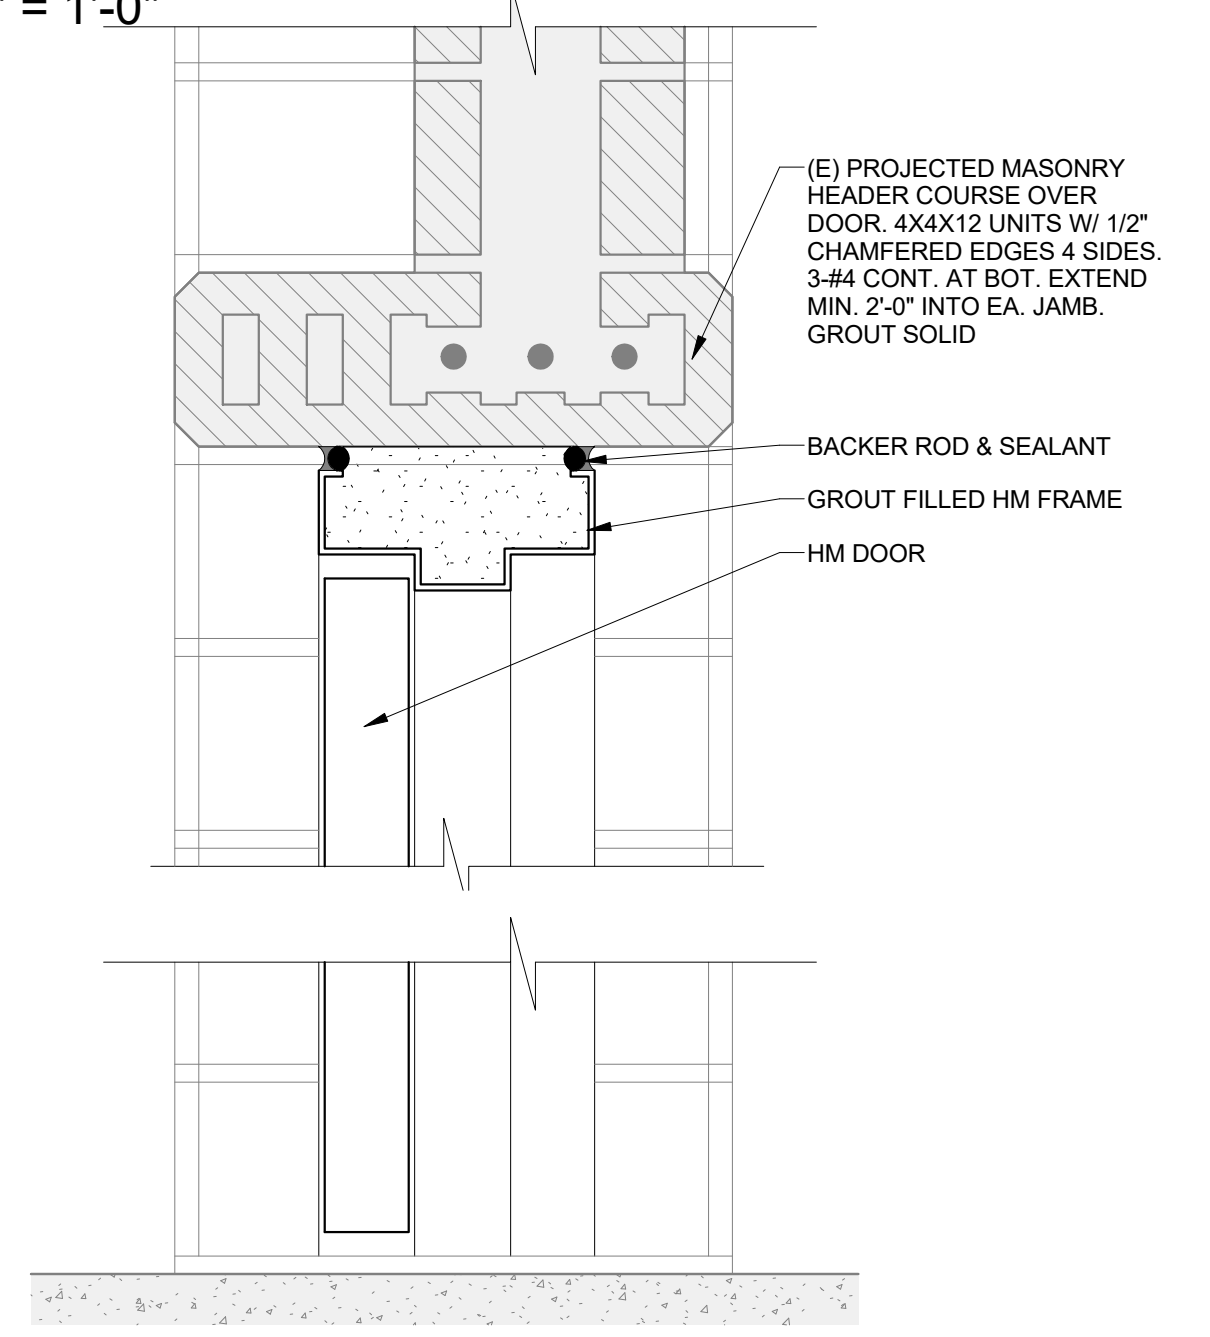 = 1'-0"
(E) PROJECTED MASONRY
HEADER COURSE OVER
DOOR. 4X4X12 UNITS W/ 1/2"
CHAMFERED EDGES 4 SIDES.
3-#4 CONT. AT BOT. EXTEND
MIN. 2'-0" INTO EA. JAMB.
GROUT SOLID
BACKER ROD & SEALANT
GROUT FILLED HM FRAME
HM DOOR